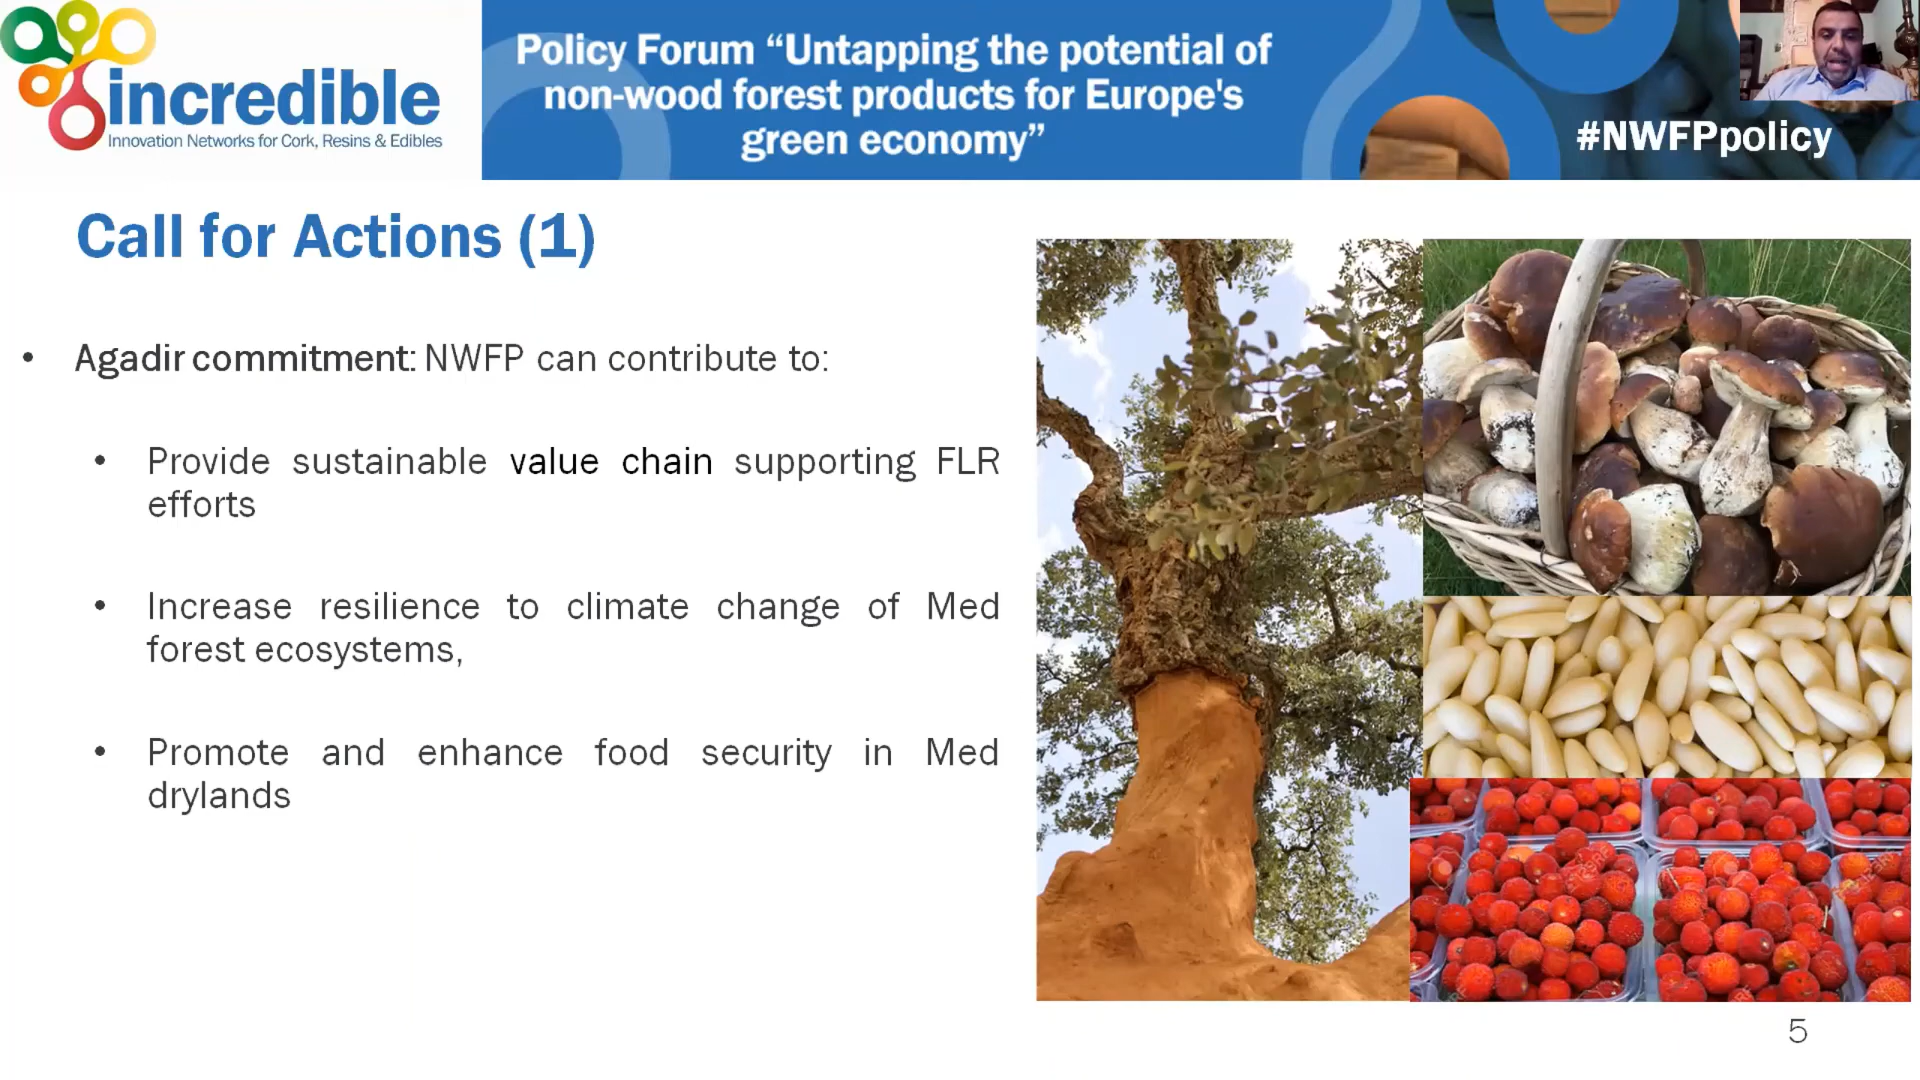 incredible
Innovation Networks for Cork, Resins & Edibles
Policy Forum “Untapping the potential of
non-wood forest products for Europe's
green economy”
#NWFPpolicy
Call for Actions (1)
• Agadir commitment: NWFP can contribute to:
• Provide sustainable value chain supporting FLR
efforts
• Increase resilience to climate change of Med
forest ecosystems,
• Promote and enhance food security in Med
drylands
5